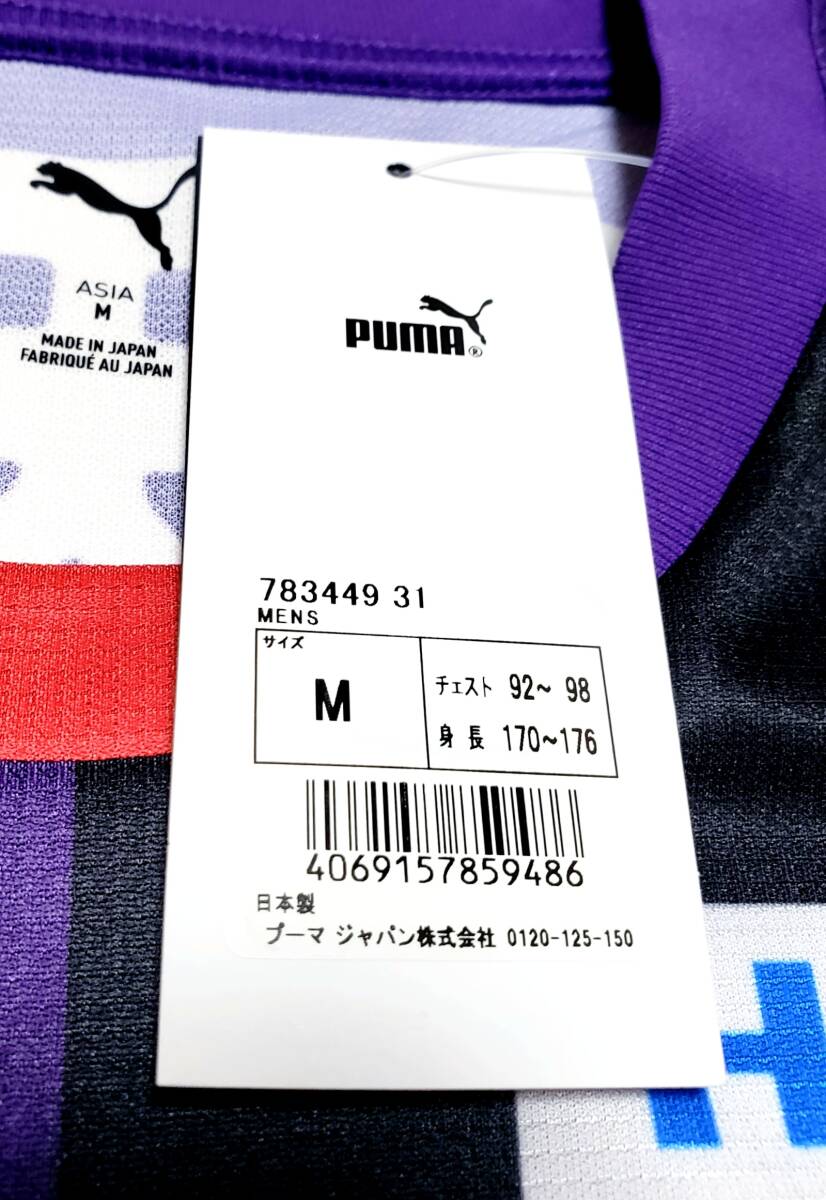 ASIA
M
MADE IN JAPAN
FABRIQUÉ AU JAPAN
PUMA®
783449 31
MENS
サイズ
M
チェスト 92~ 98
身長 170~176
4069157859486
日本製
プーマ ジャパン株式会社 0120-125-150